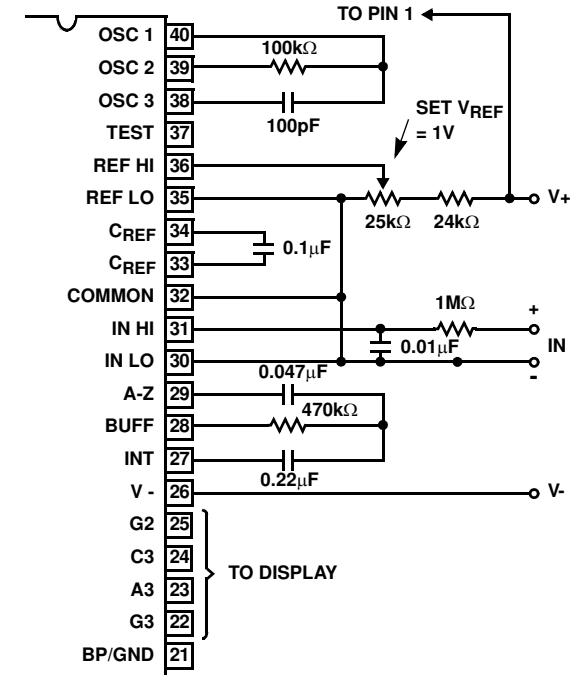 TO PIN 1
OSC 1 40
100kΩ
OSC 2 39
OSC 3 38
100pF
SET VREF
= 1V
TEST 37
REF HI 36
REF LO 35
V+
25kΩ 24kΩ
CREF 34
0.1µF
CREF 33
COMMON 32
1MΩ
+
IN HI 31
0.01µF
IN
IN LO 30
-
0.047µF
A-Z 29
470kΩ
BUFF 28
INT 27
0.22µF
V - 26
V-
G2 25
C3 24
TO DISPLAY
A3 23
G3 22
BP/GND 21